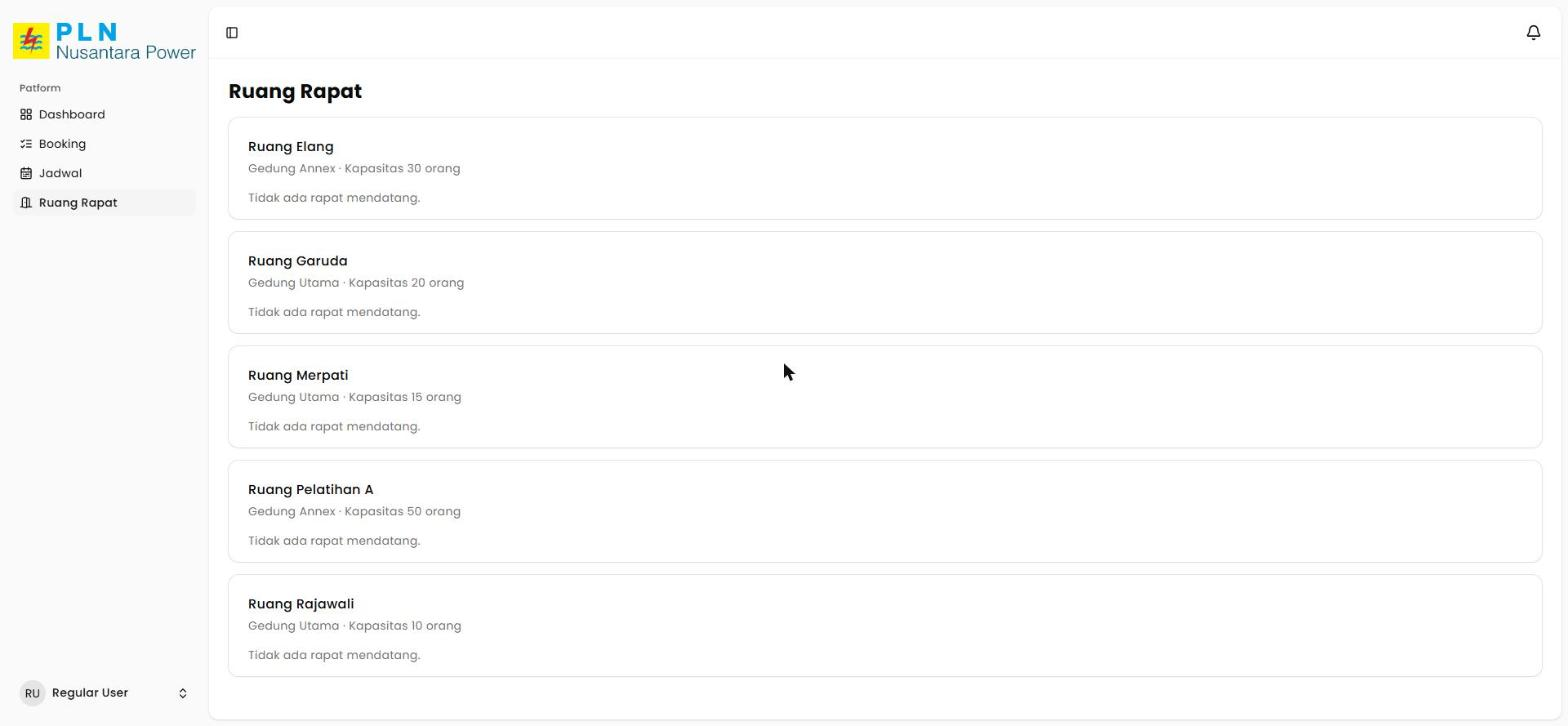 PLN
Nusantara Power
Patform
Dashboard
Booking
Jadwal
Ruang Rapat
RU
Regular User
Ruang Rapat
Ruang Elang
Gedung Annex · Kapasitas 30 orang
Tidak ada rapat mendatang.
Ruang Garuda
Gedung Utama · Kapasitas 20 orang
Tidak ada rapat mendatang.
Ruang Merpati
Gedung Utama · Kapasitas 15 orang
Tidak ada rapat mendatang.
Ruang Pelatihan A
Gedung Annex · Kapasitas 50 orang
Tidak ada rapat mendatang.
Ruang Rajawali
Gedung Utama · Kapasitas 10 orang
Tidak ada rapat mendatang.